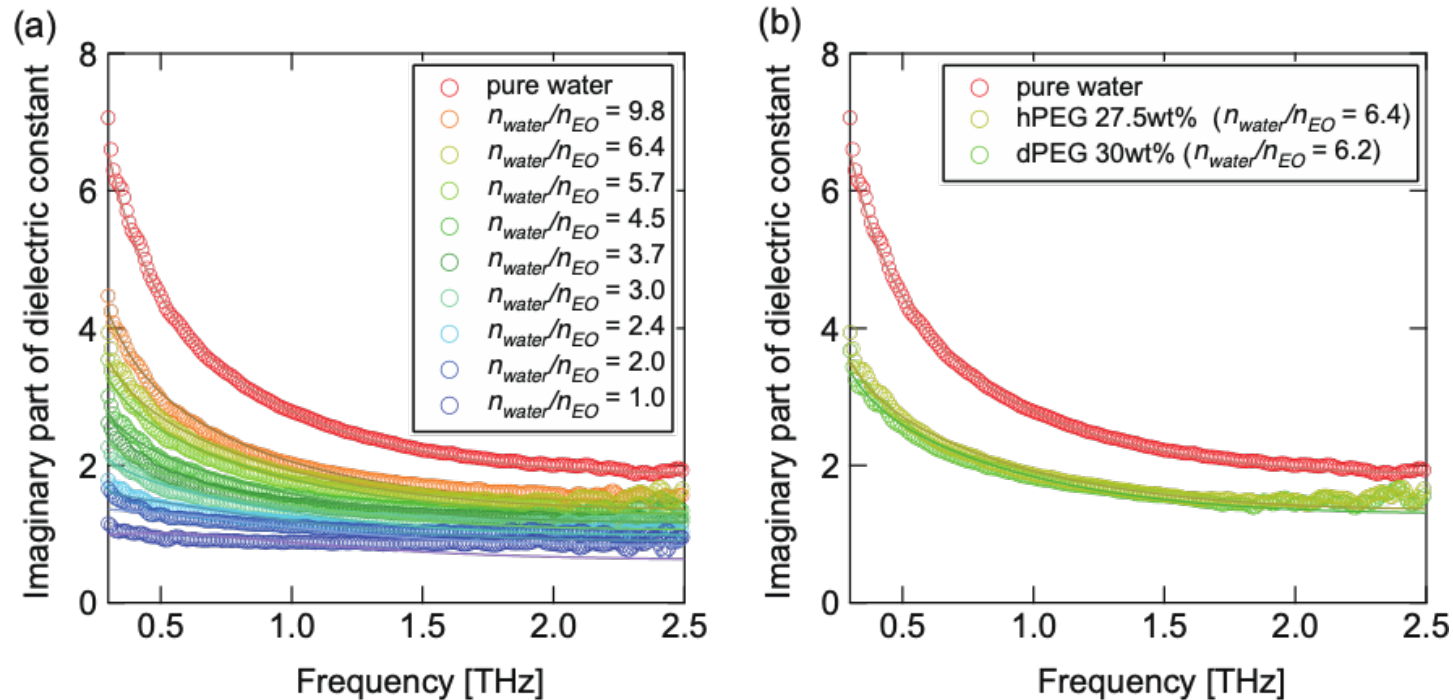 (a)
Imaginary part of dielectric constant
8
6
4
2
0
pure water
n_water/n_EO = 9.8
n_water/n_EO = 6.4
n_water/n_EO = 5.7
n_water/n_EO = 4.5
n_water/n_EO = 3.7
n_water/n_EO = 3.0
n_water/n_EO = 2.4
n_water/n_EO = 2.0
n_water/n_EO = 1.0
0.5 1.0 1.5 2.0 2.5
Frequency [THz]
(b)
Imaginary part of dielectric constant
8
6
4
2
0
pure water
hPEG 27.5wt% (n_water/n_EO = 6.4)
dPEG 30wt% (n_water/n_EO = 6.2)
0.5 1.0 1.5 2.0 2.5
Frequency [THz]